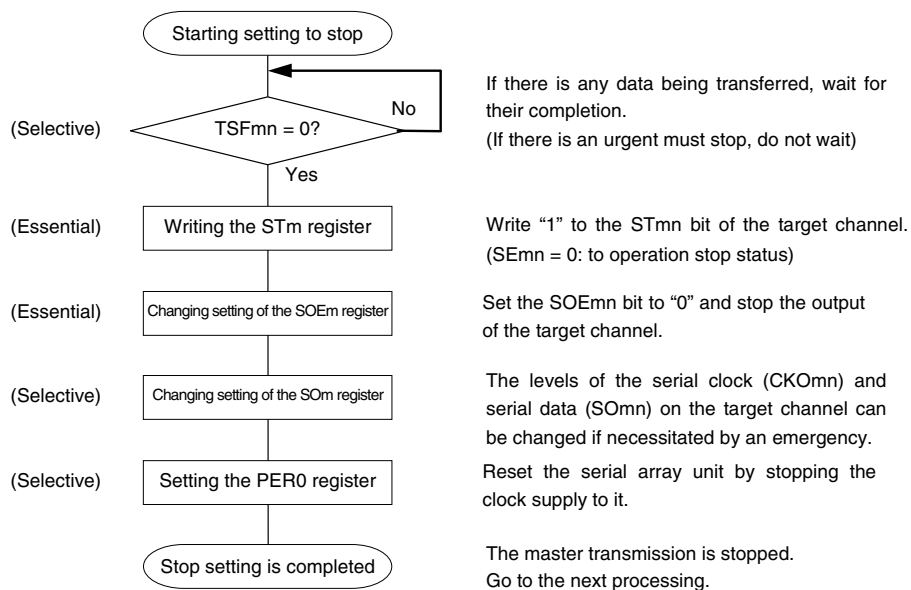 Starting setting to stop
No
If there is any data being transferred, wait for
their completion.
(If there is an urgent must stop, do not wait)
(Selective)
TSFmn = 0?
Yes
(Essential)
Writing the STm register
Write “1” to the STmn bit of the target channel.
(SEmn = 0: to operation stop status)
(Essential)
Changing setting of the SOEm register
Set the SOEmn bit to “0” and stop the output
of the target channel.
(Selective)
Changing setting of the SOm register
The levels of the serial clock (CKOmn) and
serial data (SOmn) on the target channel can
be changed if necessitated by an emergency.
(Selective)
Setting the PER0 register
Reset the serial array unit by stopping the
clock supply to it.
Stop setting is completed
The master transmission is stopped.
Go to the next processing.